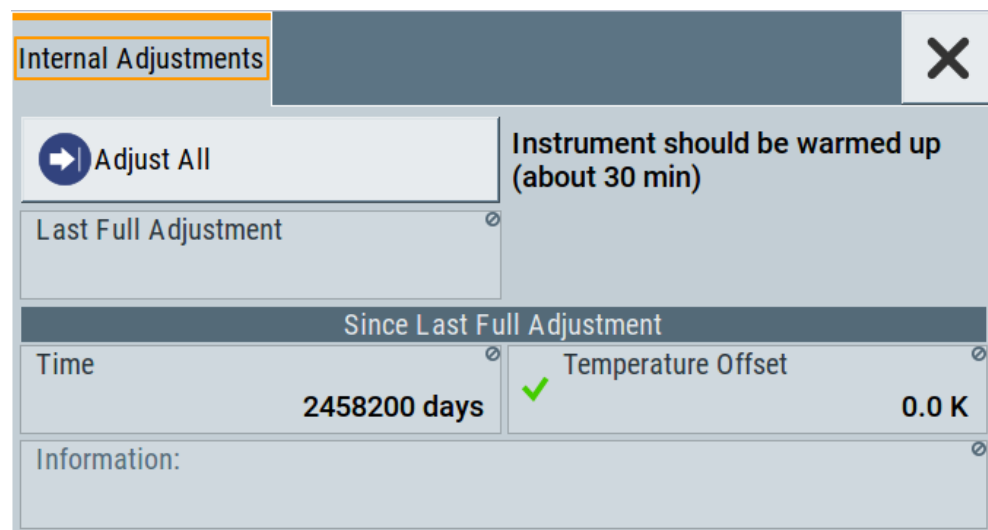 Internal Adjustments
Adjust All
Instrument should be warmed up
(about 30 min)
Last Full Adjustment
Since Last Full Adjustment
Time
2458200 days
Temperature Offset
0.0 K
Information: